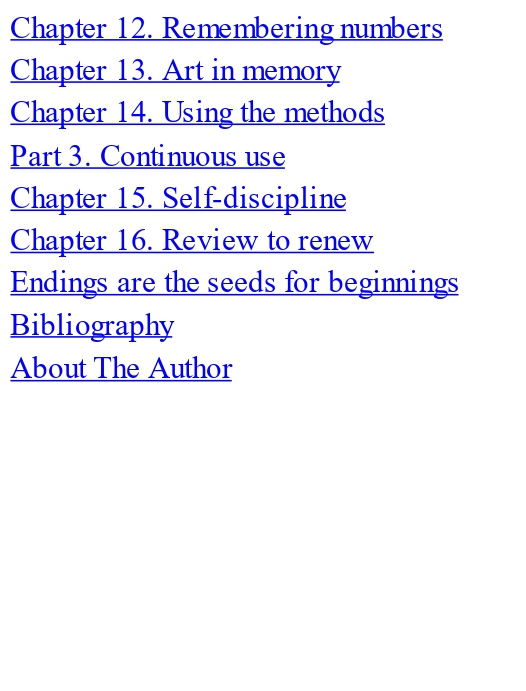 Chapter 12. Remembering numbers
Chapter 13. Art in memory
Chapter 14. Using the methods
Part 3. Continuous use
Chapter 15. Self-discipline
Chapter 16. Review to renew
Endings are the seeds for beginnings
Bibliography
About The Author